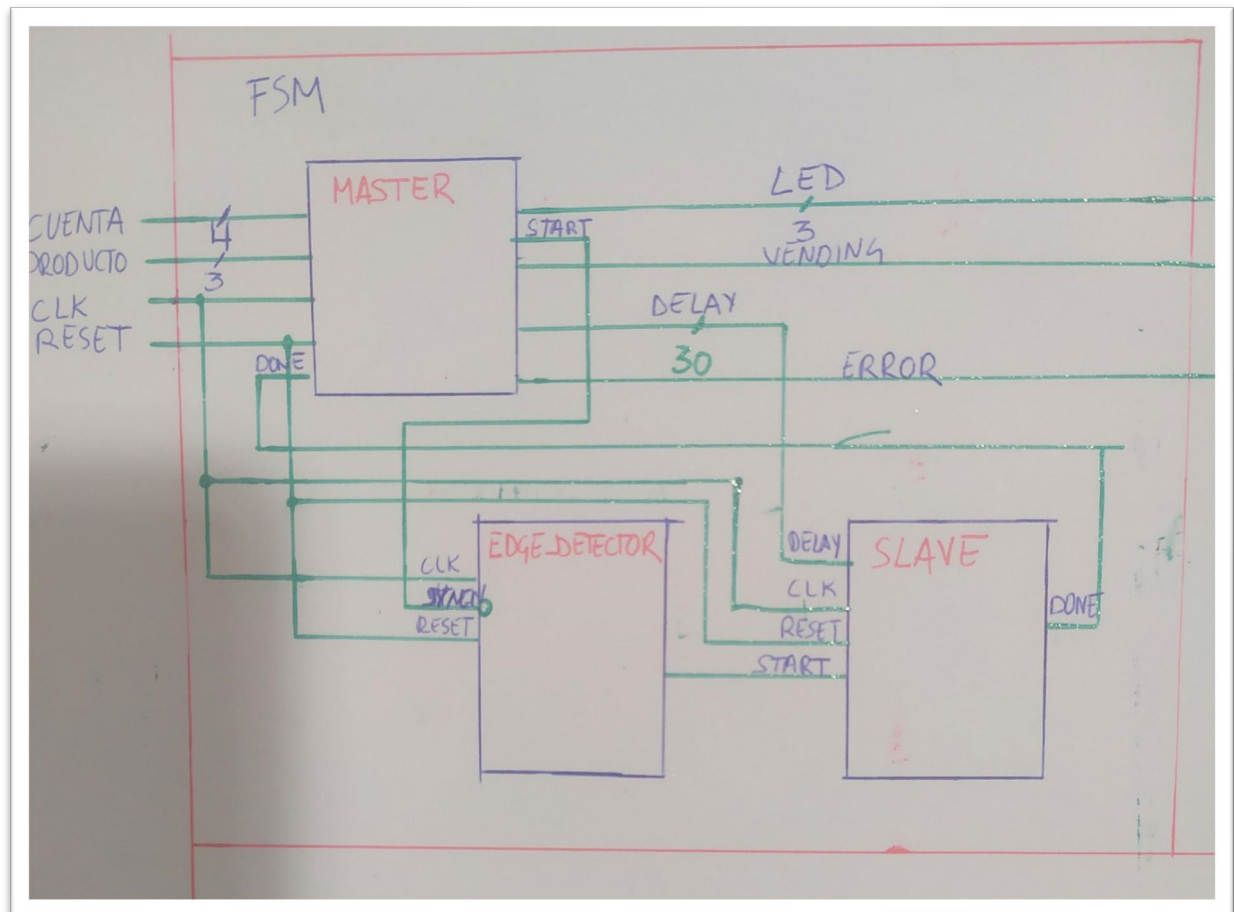 FSM
MASTER
LED
CUENTA
4
START
3
PRODUCTO
3
VENDING
CLK
DELAY
RESET
30
DONE
ERROR
EDGE_DETECTOR
DELAY
SLAVE
CLK
CLK
DONE
RESET
RESET
START